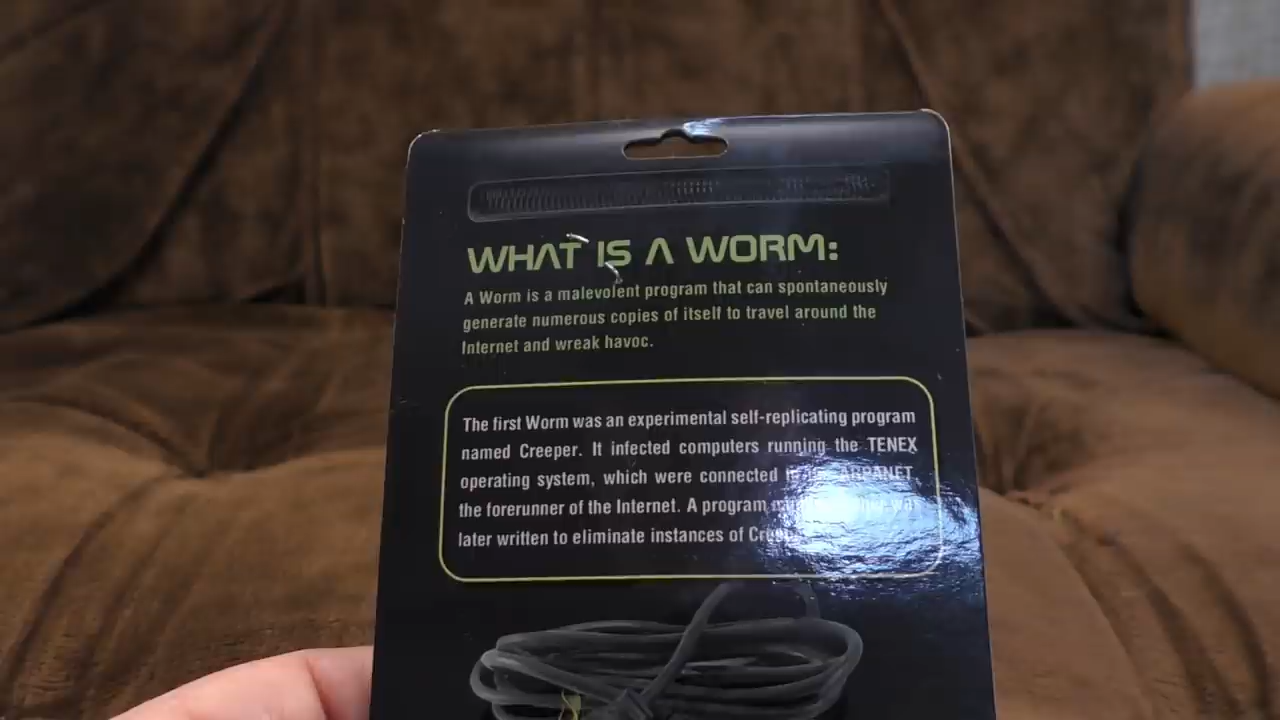 WHAT IS A WORM:
A Worm is a malevolent program that can spontaneously
generate numerous copies of itself to travel around the
Internet and wreak havoc.
The first Worm was an experimental self-replicating program
named Creeper. It infected computers running the TENEX
operating system, which were connected ARPANET,
the forerunner of the Internet. A program
later written to eliminate instances of